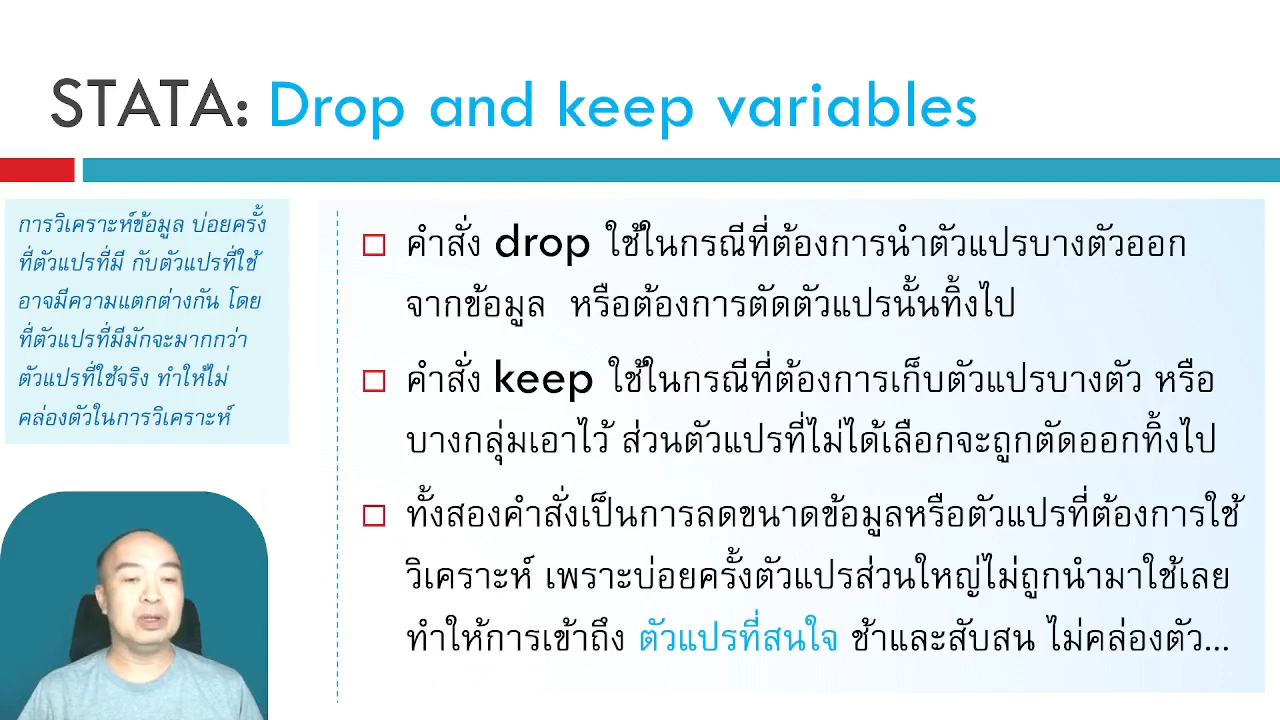 STATA: Drop and keep variables
การวิเคราะห์ข้อมูล บ่อยครั้ง
ที่ตัวแปรที่มี กับตัวแปรที่ใช้
อาจมีความแตกต่างกัน โดย
ที่ตัวแปรที่มีมักจะมากกว่า
ตัวแปรที่ใช้จริง ทำให้ไม่
คล่องตัวในการวิเคราะห์
คำสั่ง drop ใช้ในกรณีที่ต้องการนำตัวแปรบางตัวออก
จากข้อมูล หรือต้องการตัดตัวแปรนั้นทิ้งไป
คำสั่ง keep ใช้ในกรณีที่ต้องการเก็บตัวแปรบางตัว หรือ
บางกลุ่มเอาไว้ ส่วนตัวแปรที่ไม่ได้เลือกจะถูกตัดออกทิ้งไป
ทั้งสองคำสั่งเป็นการลดขนาดข้อมูลหรือตัวแปรที่ต้องการใช้
วิเคราะห์ เพราะบ่อยครั้งตัวแปรส่วนใหญ่ไม่ถูกนำมาใช้เลย
ทำให้การเข้าถึง ตัวแปรที่สนใจ ช้าและสับสน ไม่คล่องตัว...